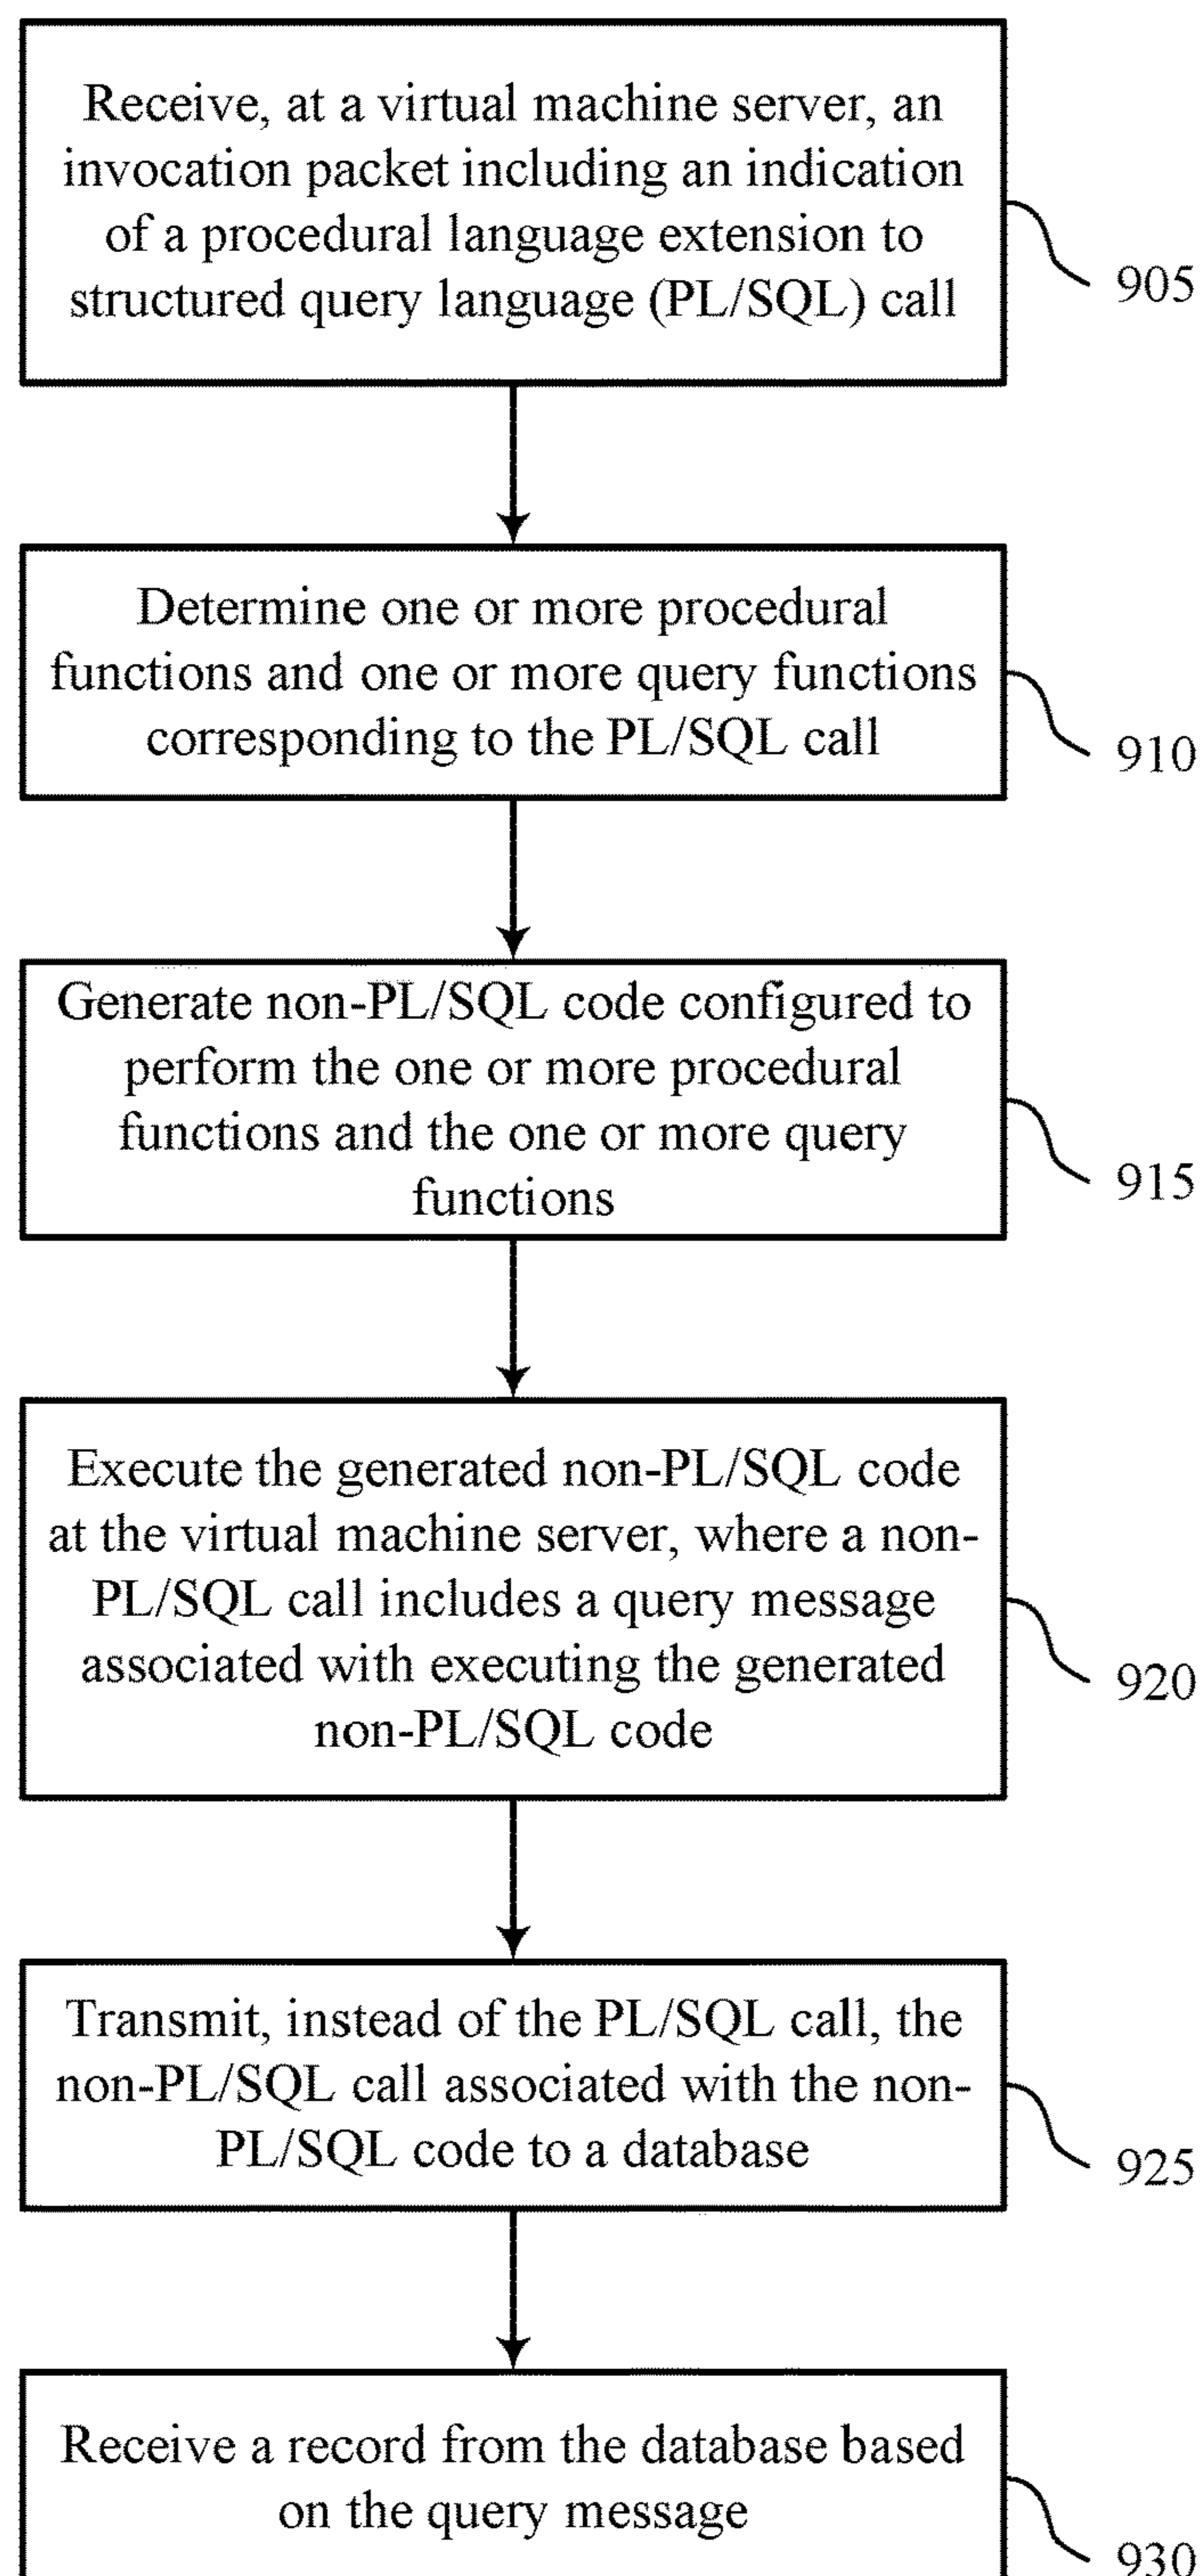 Receive, at a virtual machine server, an
invocation packet including an indication
of a procedural language extension to
structured query language (PL/SQL) call
905
Determine one or more procedural
functions and one or more query functions
corresponding to the PL/SQL call
910
Generate non-PL/SQL code configured to
perform the one or more procedural
functions and the one or more query
functions
915
Execute the generated non-PL/SQL code
at the virtual machine server, where a non-
PL/SQL call includes a query message
associated with executing the generated
non-PL/SQL code
920
Transmit, instead of the PL/SQL call, the
non-PL/SQL call associated with the non-
PL/SQL code to a database
925
Receive a record from the database based
on the query message
930